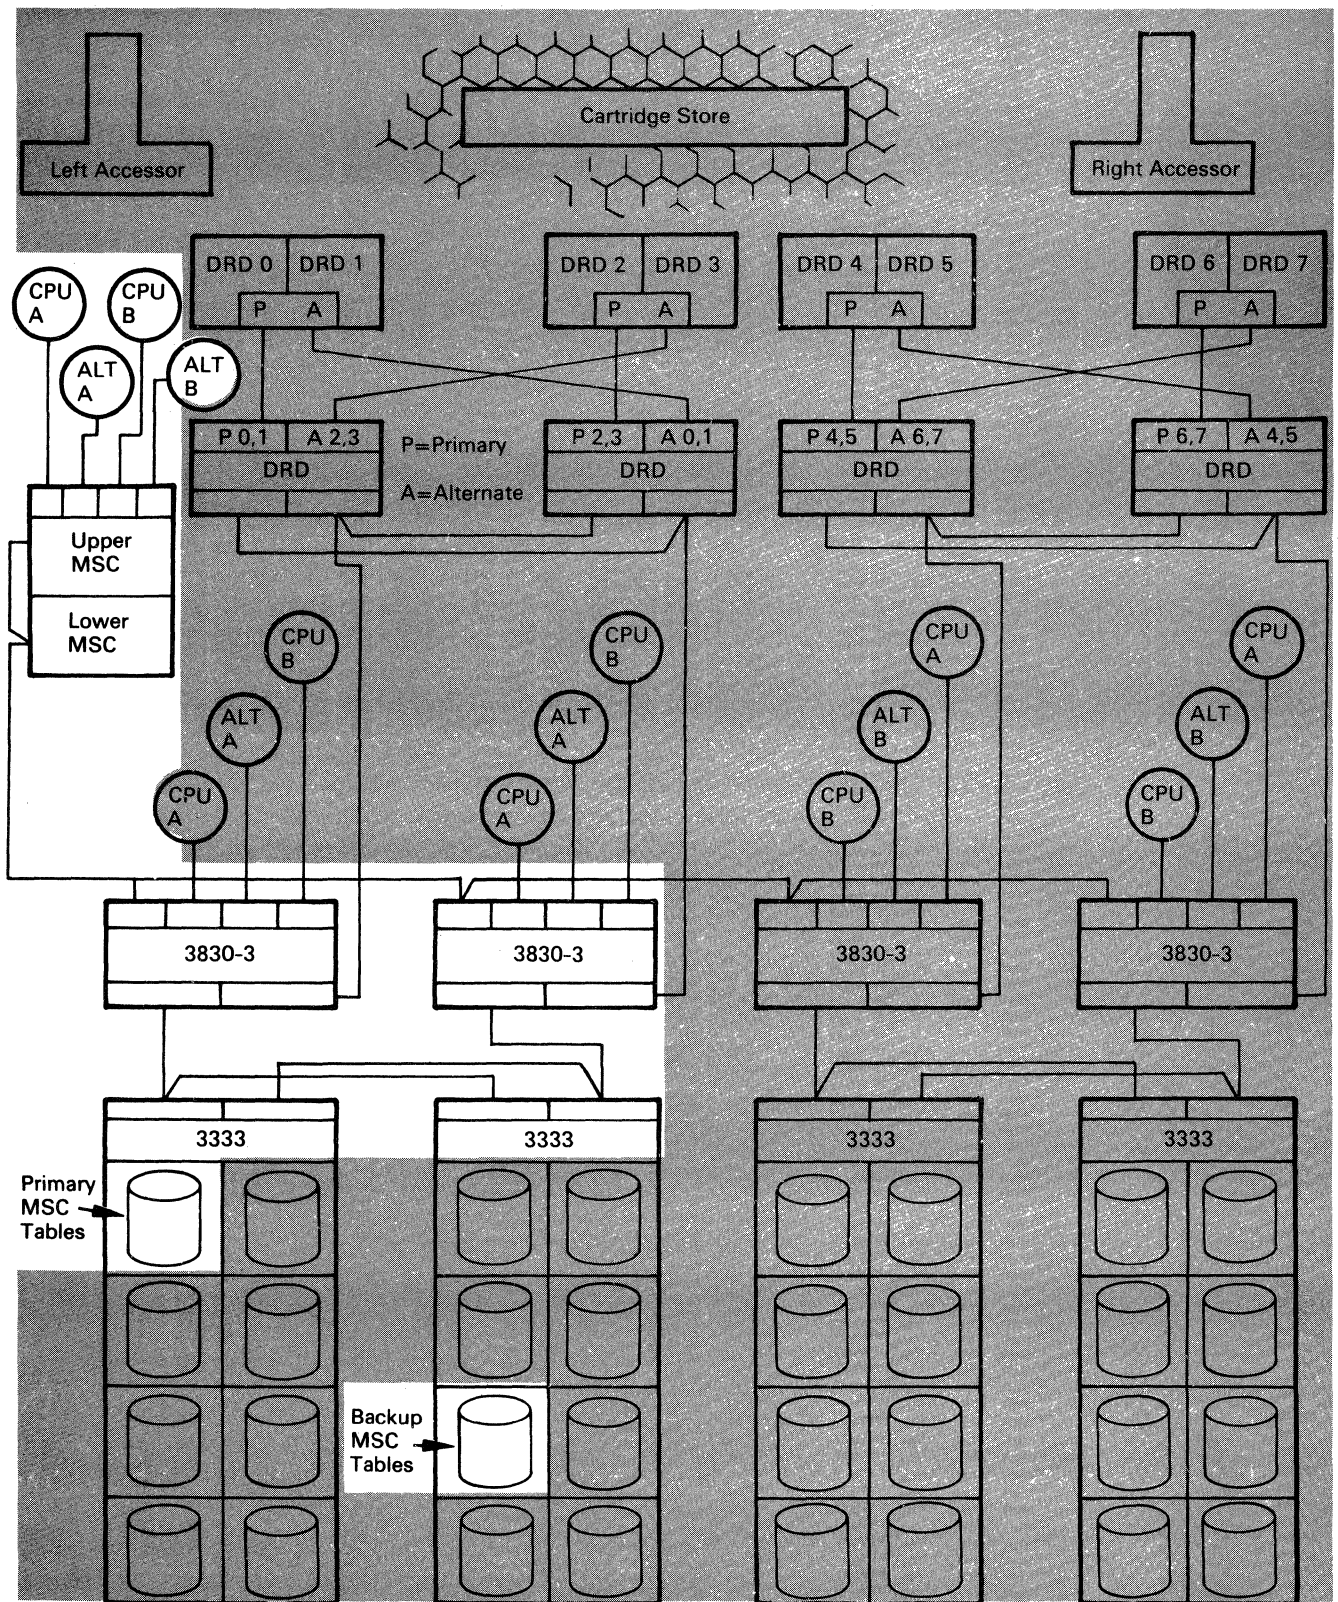 Cartridge Store
Left Accessor
Right Accessor
DRD 0 DRD 1
P A
DRD 2 DRD 3
P A
DRD 4 DRD 5
P A
DRD 6 DRD 7
P A
CPU
A
CPU
B
ALT
A
ALT
B
P 0,1 A 2,3
DRD
P=Primary
A=Alternate
P 2,3 A 0,1
DRD
P 4,5 A 6,7
DRD
P 6,7 A 4,5
DRD
Upper
MSC
Lower
MSC
CPU
B
ALT
A
CPU
A
CPU
B
ALT
A
CPU
A
CPU
A
ALT
B
CPU
B
CPU
A
ALT
B
CPU
B
3830-3
3830-3
3830-3
3830-3
3333
3333
3333
3333
Primary
MSC
Tables
Backup
MSC
Tables